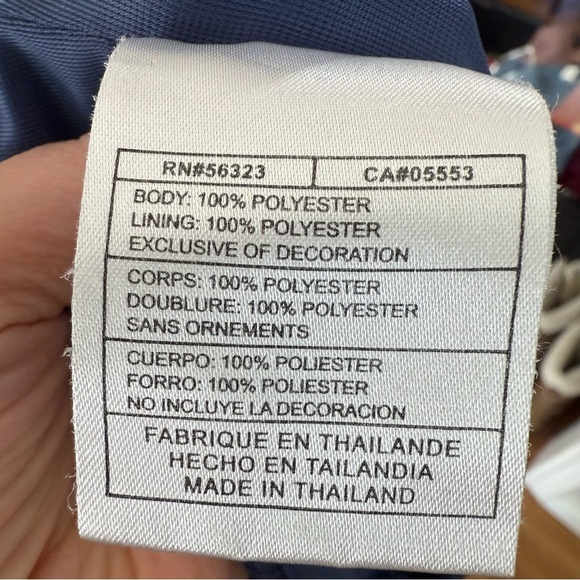 RN#56323 CA#05553
BODY: 100% POLYESTER
LINING: 100% POLYESTER
EXCLUSIVE OF DECORATION
CORPS: 100% POLYESTER
DOUBLURE: 100% POLYESTER
SANS ORNEMENTS
CUERPO: 100% POLIESTER
FORRO: 100% POLIESTER
NO INCLUYE LA DECORACION
FABRIQUE EN THAILANDE
HECHO EN TAILANDIA
MADE IN THAILAND